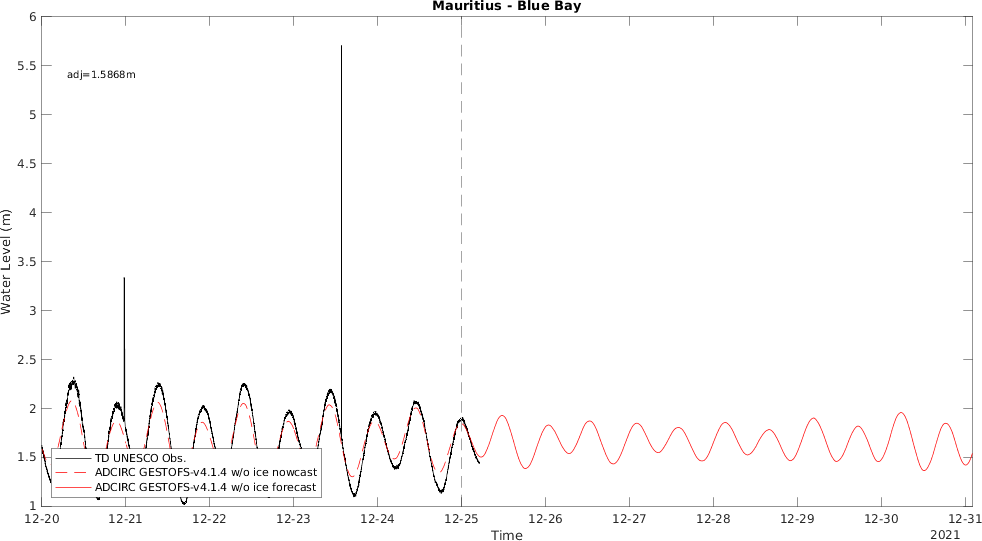 Mauritius - Blue Bay
6
5.5
5
4.5
4
3.5
3
2.5
2
1.5
1
Water Level (m)
adj=1.5868m
TD UNESCO Obs.
ADCIRC GESTOFS-v4.1.4 w/o ice nowcast
ADCIRC GESTOFS-v4.1.4 w/o ice forecast
12-20 12-21 12-22 12-23 12-24 12-25 12-26 12-27 12-28 12-29 12-30 12-31
Time
2021